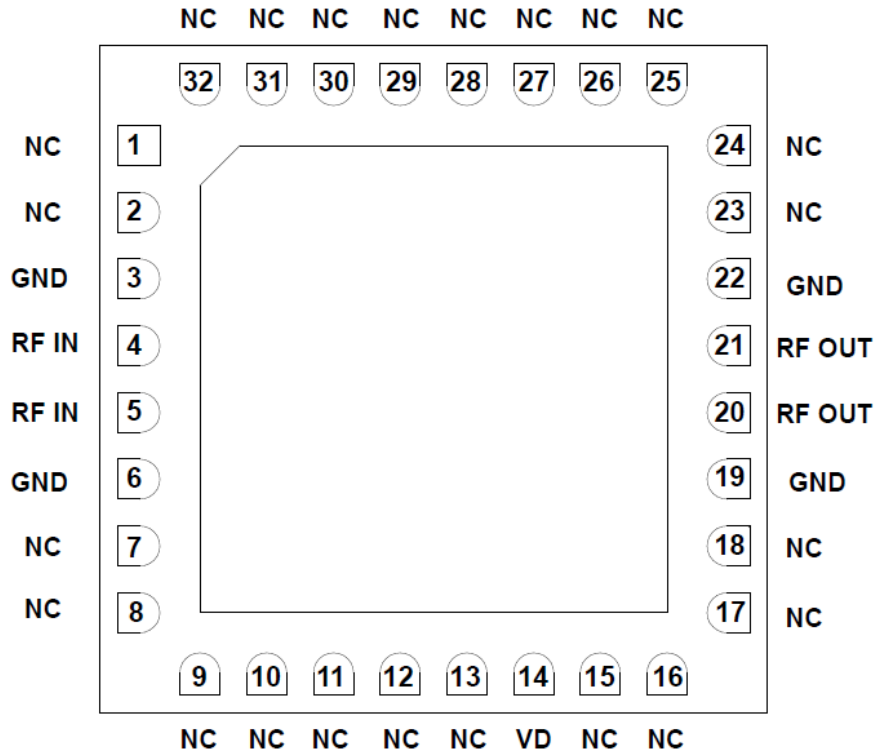 NC NC NC NC NC NC NC NC
32 31 30 29 28 27 26 25
NC 1 24 NC
NC 2 23 NC
GND 3 22 GND
RF IN 4 21 RF OUT
RF IN 5 20 RF OUT
GND 6 19 GND
NC 7 18 NC
NC 8 17 NC
9 10 11 12 13 14 15 16
NC NC NC NC NC VD NC NC